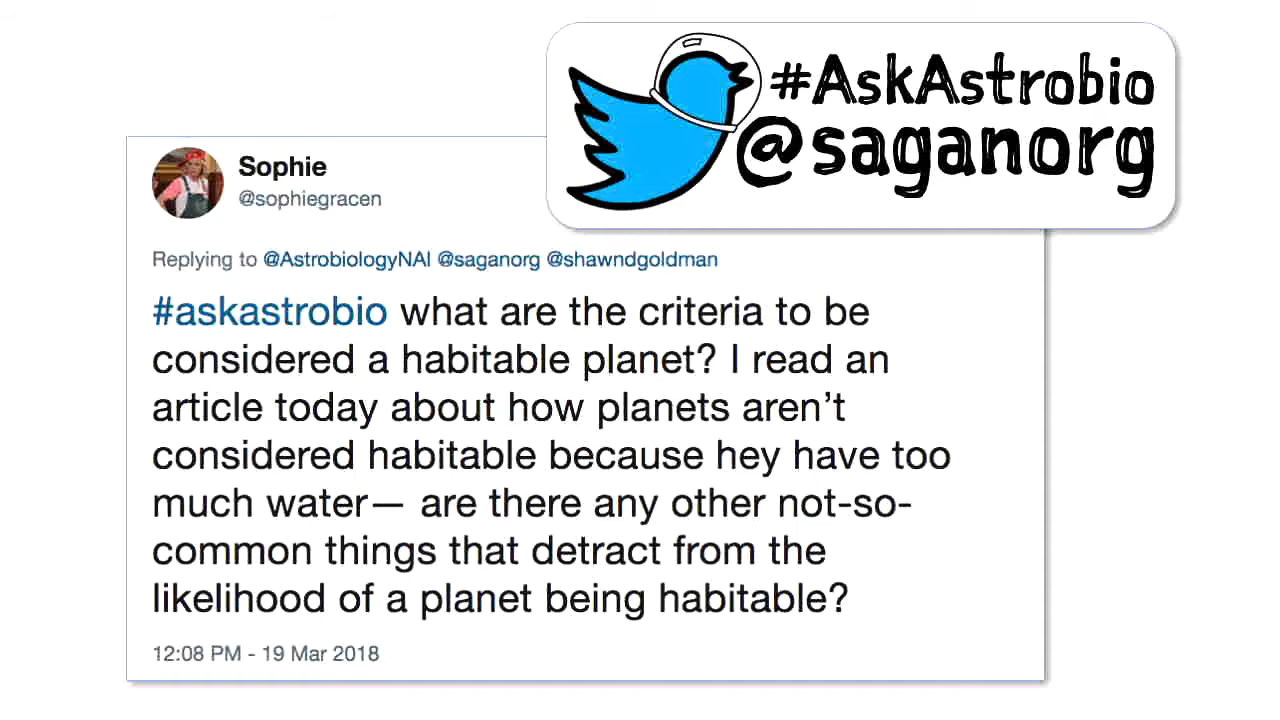 #AskAstrobio
@saganorg
Sophie
@sophiegracen
Replying to @AstrobiologyNAI @saganorg @shawndgoldman
#askastrobio what are the criteria to be
considered a habitable planet? I read an
article today about how planets aren’t
considered habitable because hey have too
much water— are there any other not-so-
common things that detract from the
likelihood of a planet being habitable?
12:08 PM - 19 Mar 2018